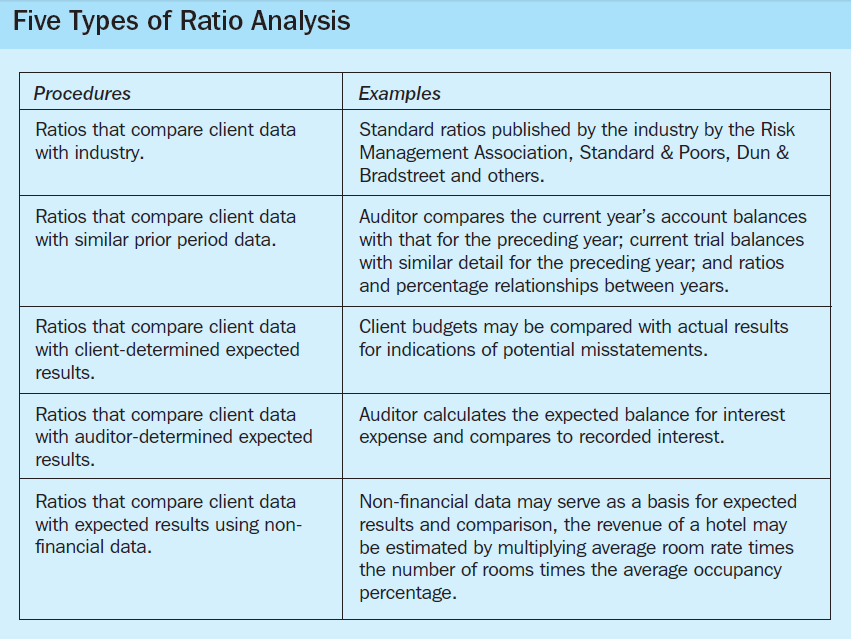 Five Types of Ratio Analysis
Procedures
Examples
Ratios that compare client data
with industry.
Standard ratios published by the industry by the Risk
Management Association, Standard & Poors, Dun &
Bradstreet and others.
Ratios that compare client data
with similar prior period data.
Auditor compares the current year’s account balances
with that for the preceding year; current trial balances
with similar detail for the preceding year; and ratios
and percentage relationships between years.
Ratios that compare client data
with client-determined expected
results.
Client budgets may be compared with actual results
for indications of potential misstatements.
Ratios that compare client data
with auditor-determined expected
results.
Auditor calculates the expected balance for interest
expense and compares to recorded interest.
Ratios that compare client data
with expected results using non-
financial data.
Non-financial data may serve as a basis for expected
results and comparison, the revenue of a hotel may
be estimated by multiplying average room rate times
the number of rooms times the average occupancy
percentage.